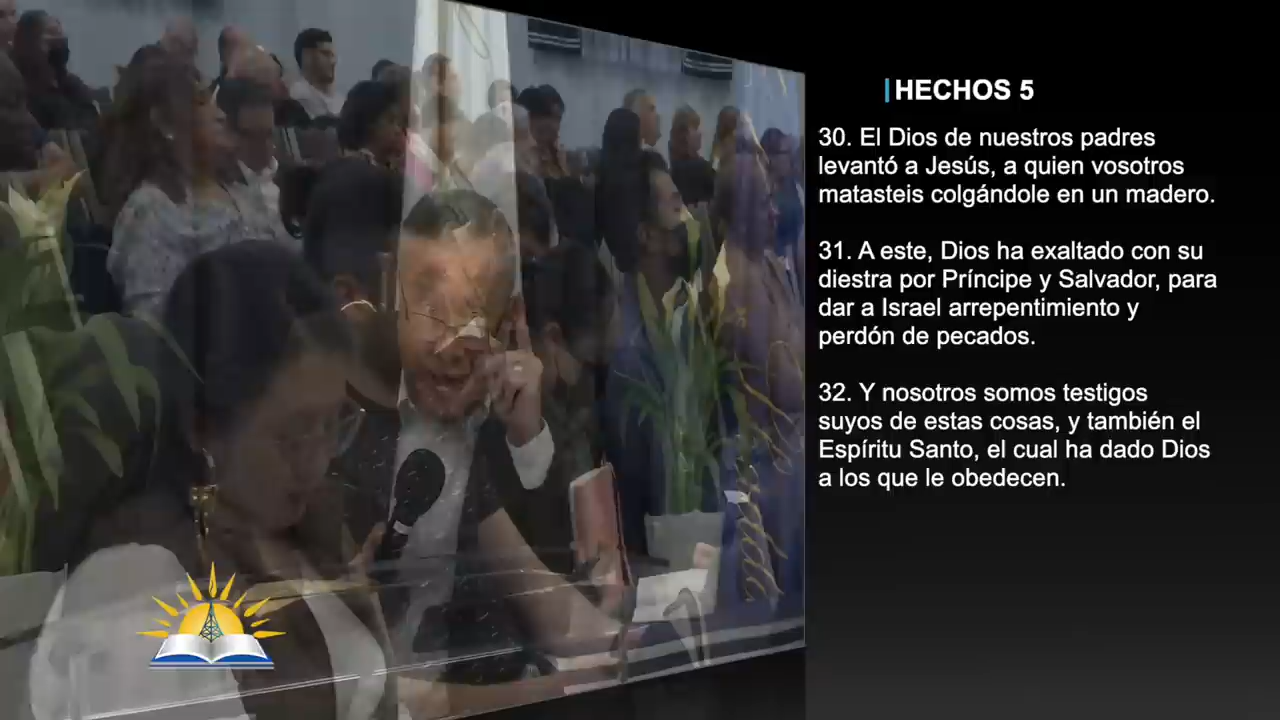 HECHOS 5
30. El Dios de nuestros padres
levantó a Jesús, a quien vosotros
matasteis colgándole en un madero.
31. A este, Dios ha exaltado con su
diestra por Príncipe y Salvador, para
dar a Israel arrepentimiento y
perdón de pecados.
32. Y nosotros somos testigos
suyos de estas cosas, y también el
Espíritu Santo, el cual ha dado Dios
a los que le obedecen.